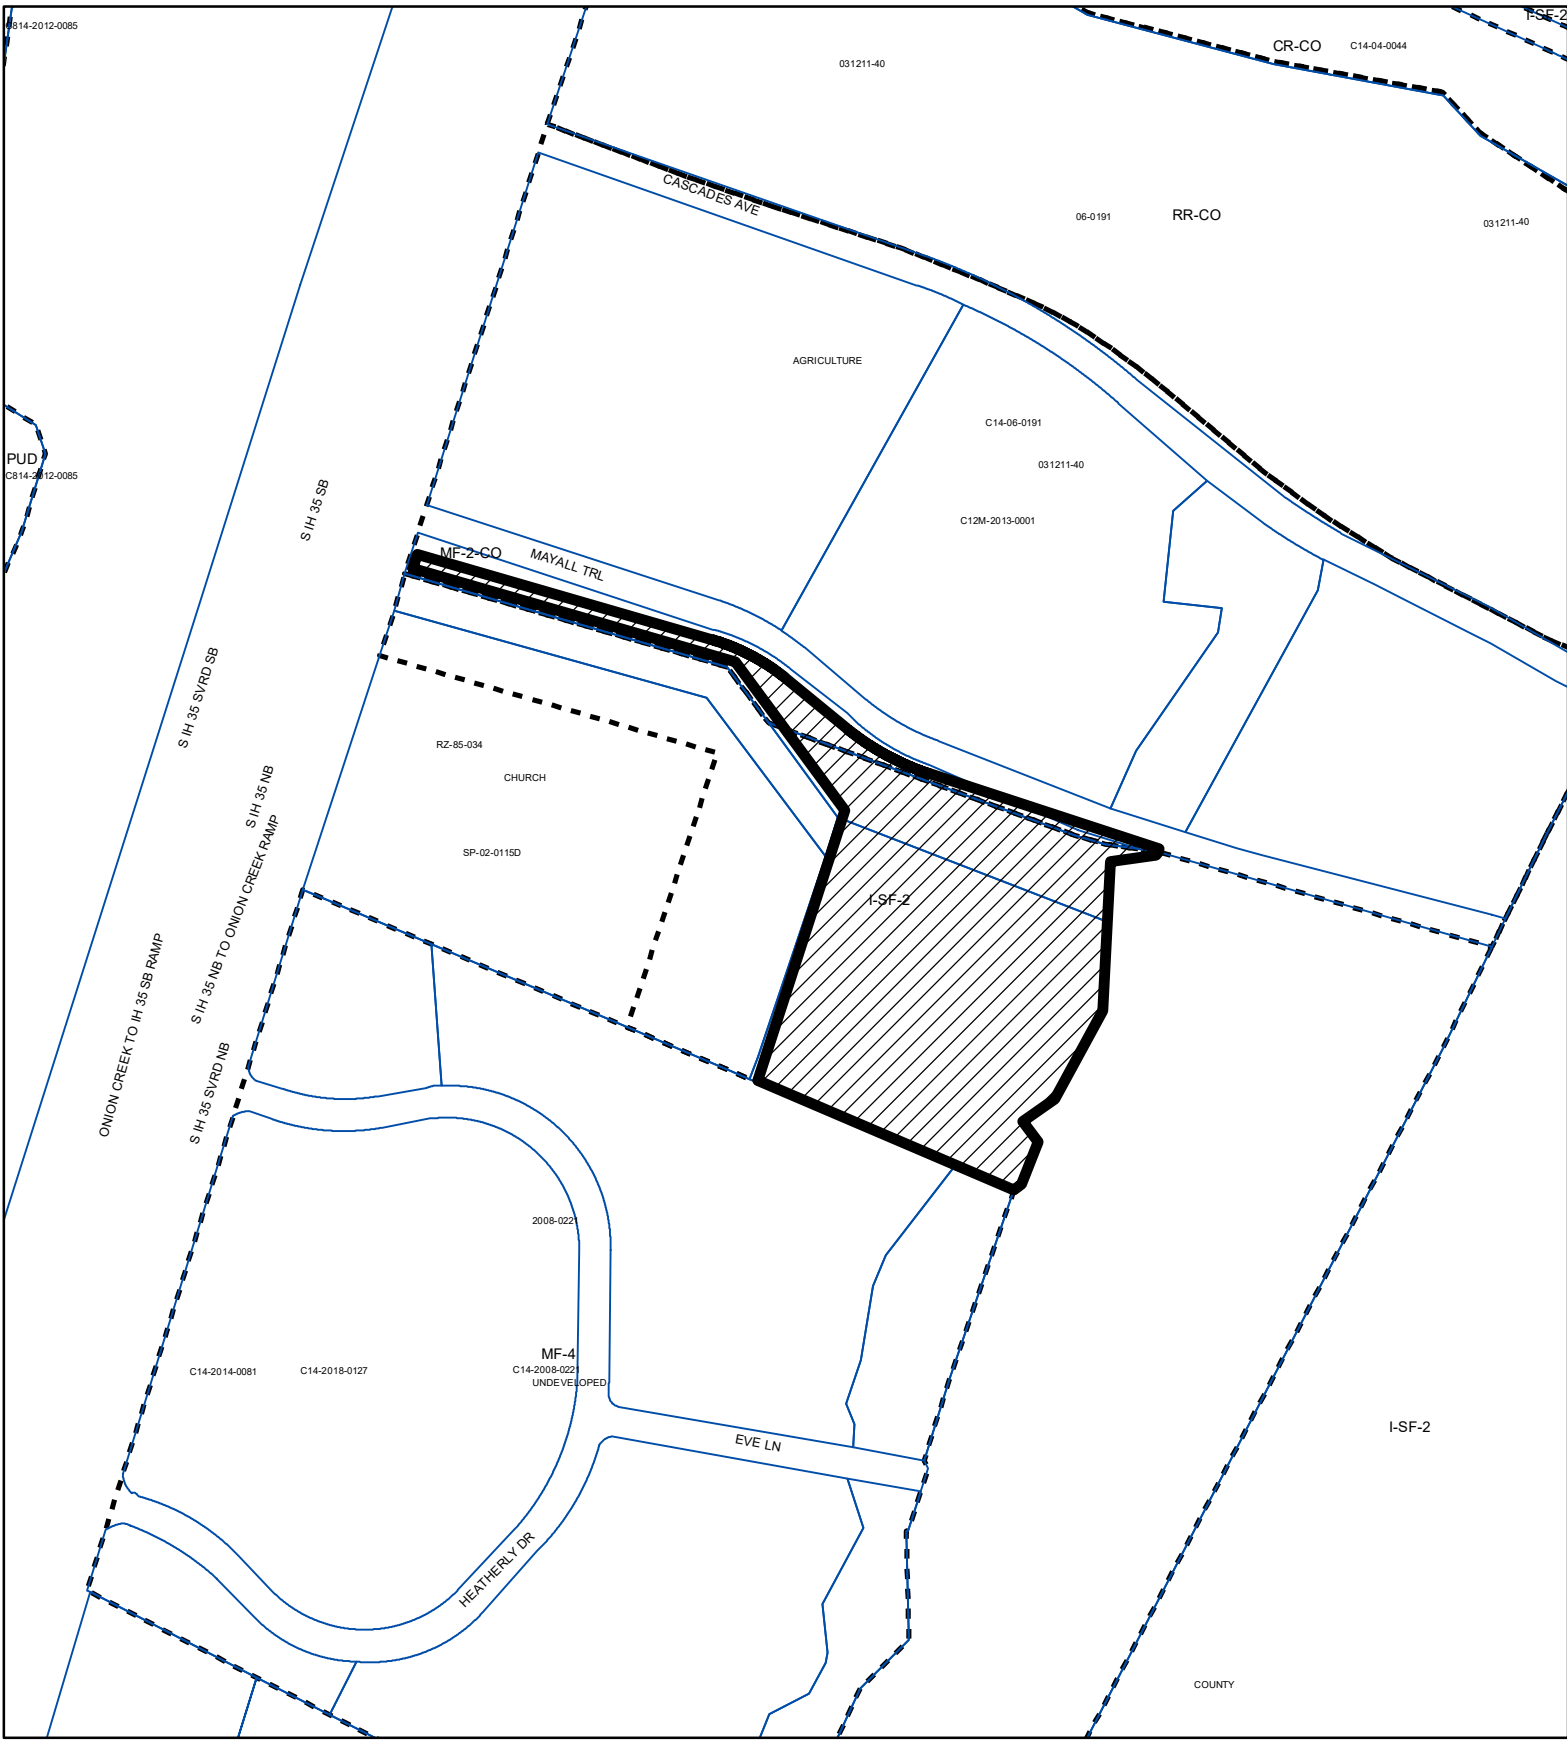 C814-2012-0085
I-SF-2
CR-CO
C14-04-0044
031211-40
CASCADES AVE
06-0191
RR-CO
031211-40
AGRICULTURE
C14-06-0191
031211-40
PUD
C814-2012-0085
S IH 35 SB
C12M-2013-0001
MF-2-CO
MAYALL TRL
S IH 35 SVRD SB
RZ-85-034
CHURCH
S IH 35 NB
SP-02-0115D
S IH 35 NB TO ONION CREEK RAMP
I-SF-2
ONION CREEK TO IH 35 SB RAMP
S IH 35 SVRD NB
2008-0221
MF-4
C14-2014-0081
C14-2018-0127
C14-2008-0221
UNDEVELOPED
EVE LN
I-SF-2
HEATHERLY DR
COUNTY